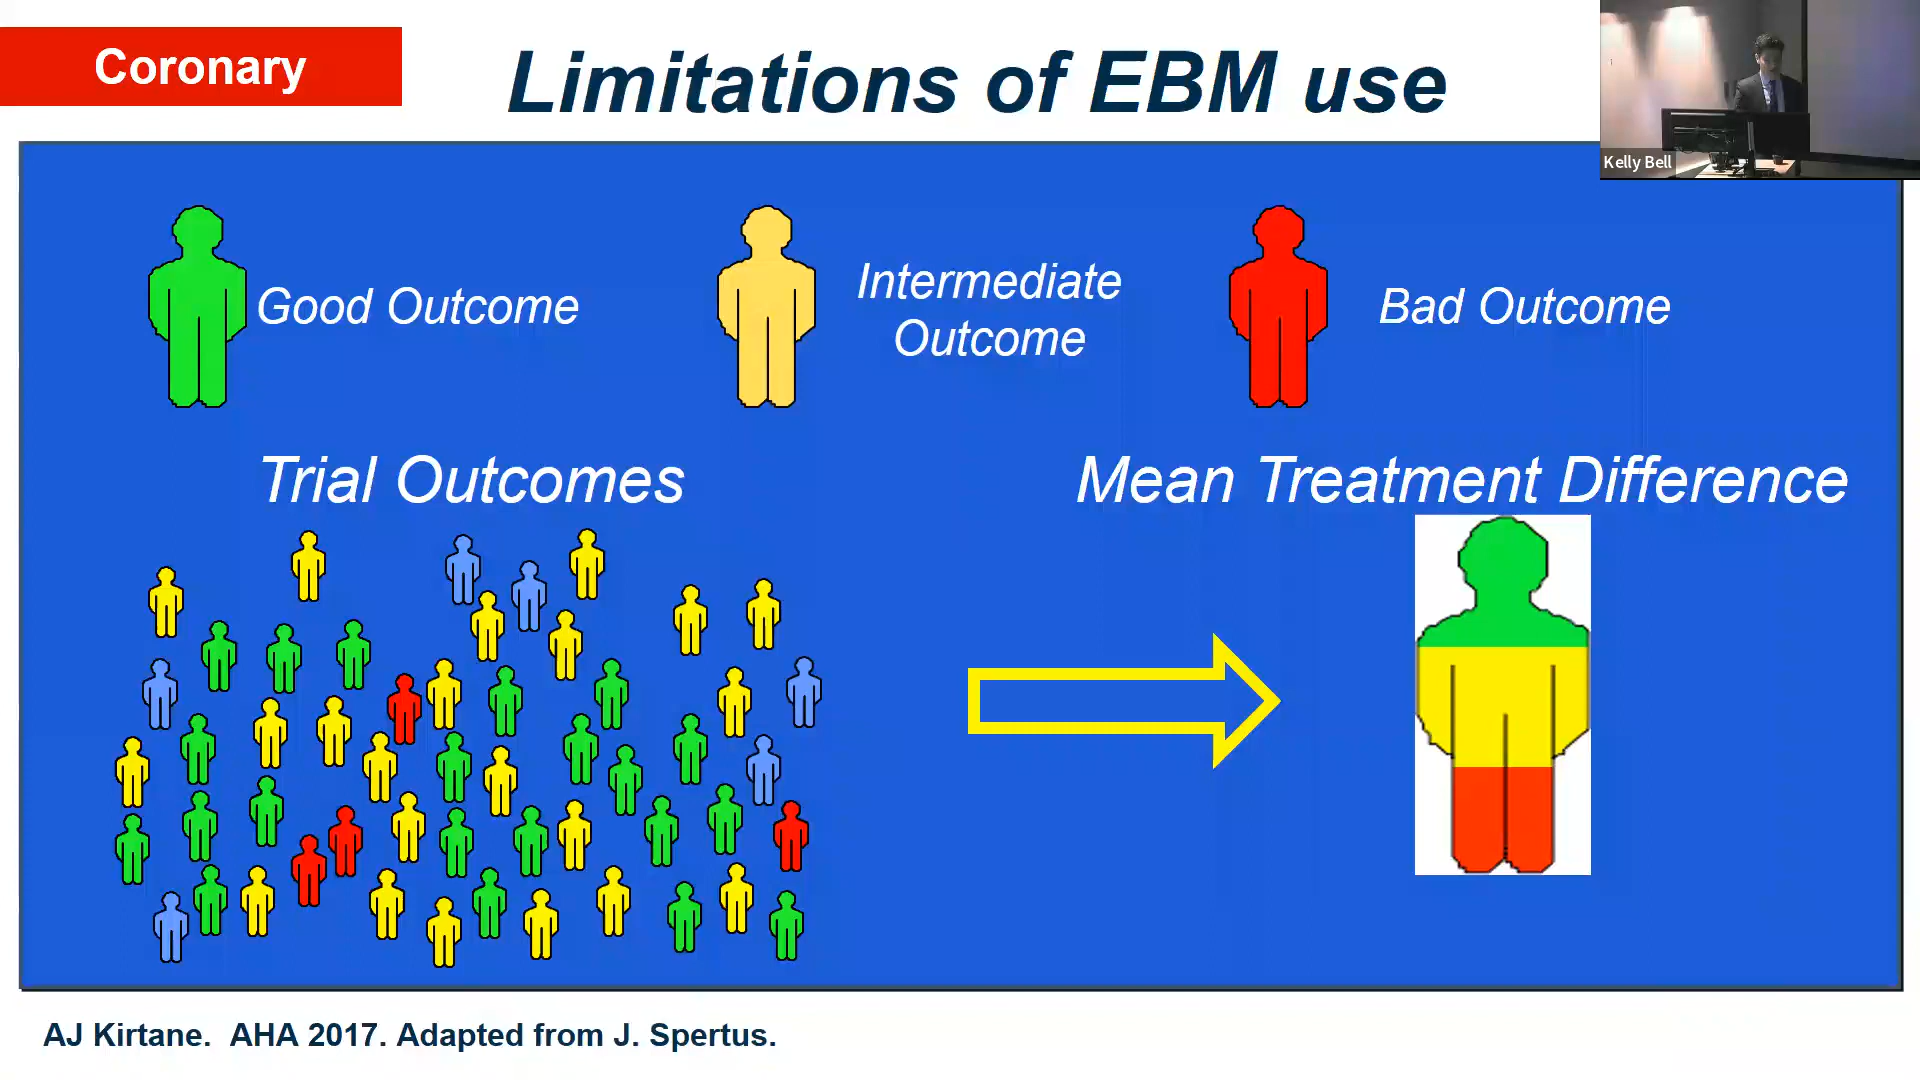 Coronary
Limitations of EBM use
Kelly Bell
Good Outcome
Intermediate
Outcome
Bad Outcome
Trial Outcomes
Mean Treatment Difference
AJ Kirtane.  AHA 2017. Adapted from J. Spertus.